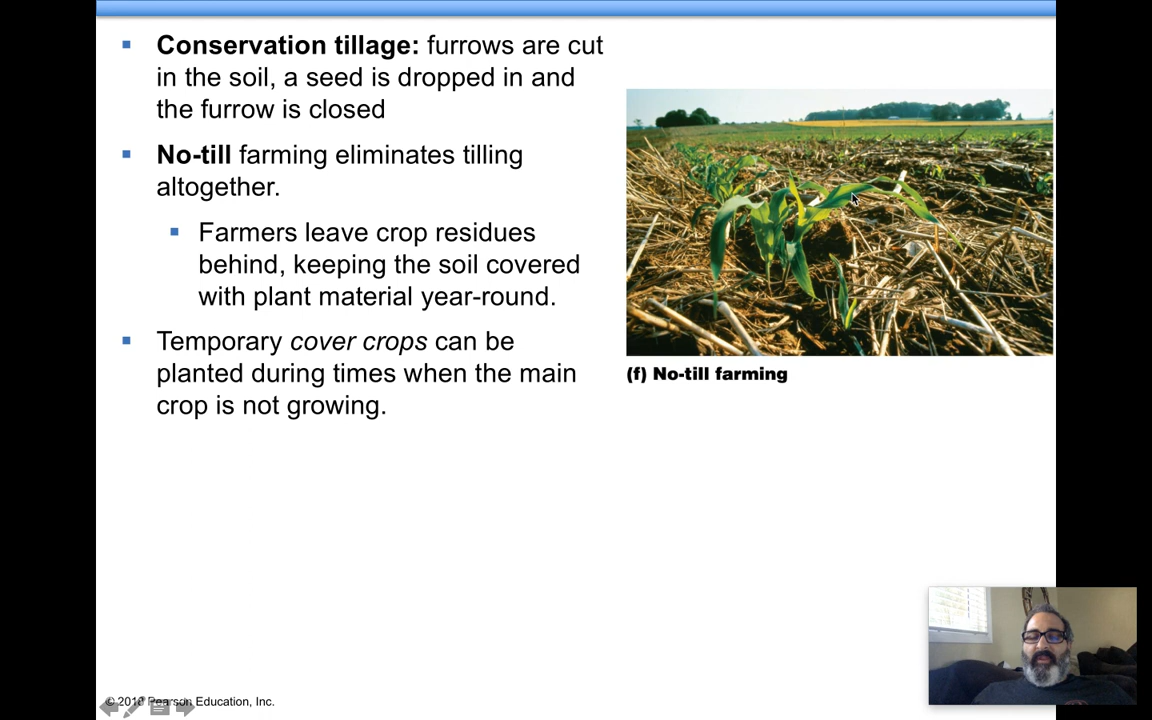 Conservation tillage: furrows are cut
in the soil, a seed is dropped in and
the furrow is closed
No-till farming eliminates tilling
altogether.
Farmers leave crop residues
behind, keeping the soil covered
with plant material year-round.
Temporary cover crops can be
planted during times when the main
crop is not growing.
(f) No-till farming
© Pearson Education, Inc.